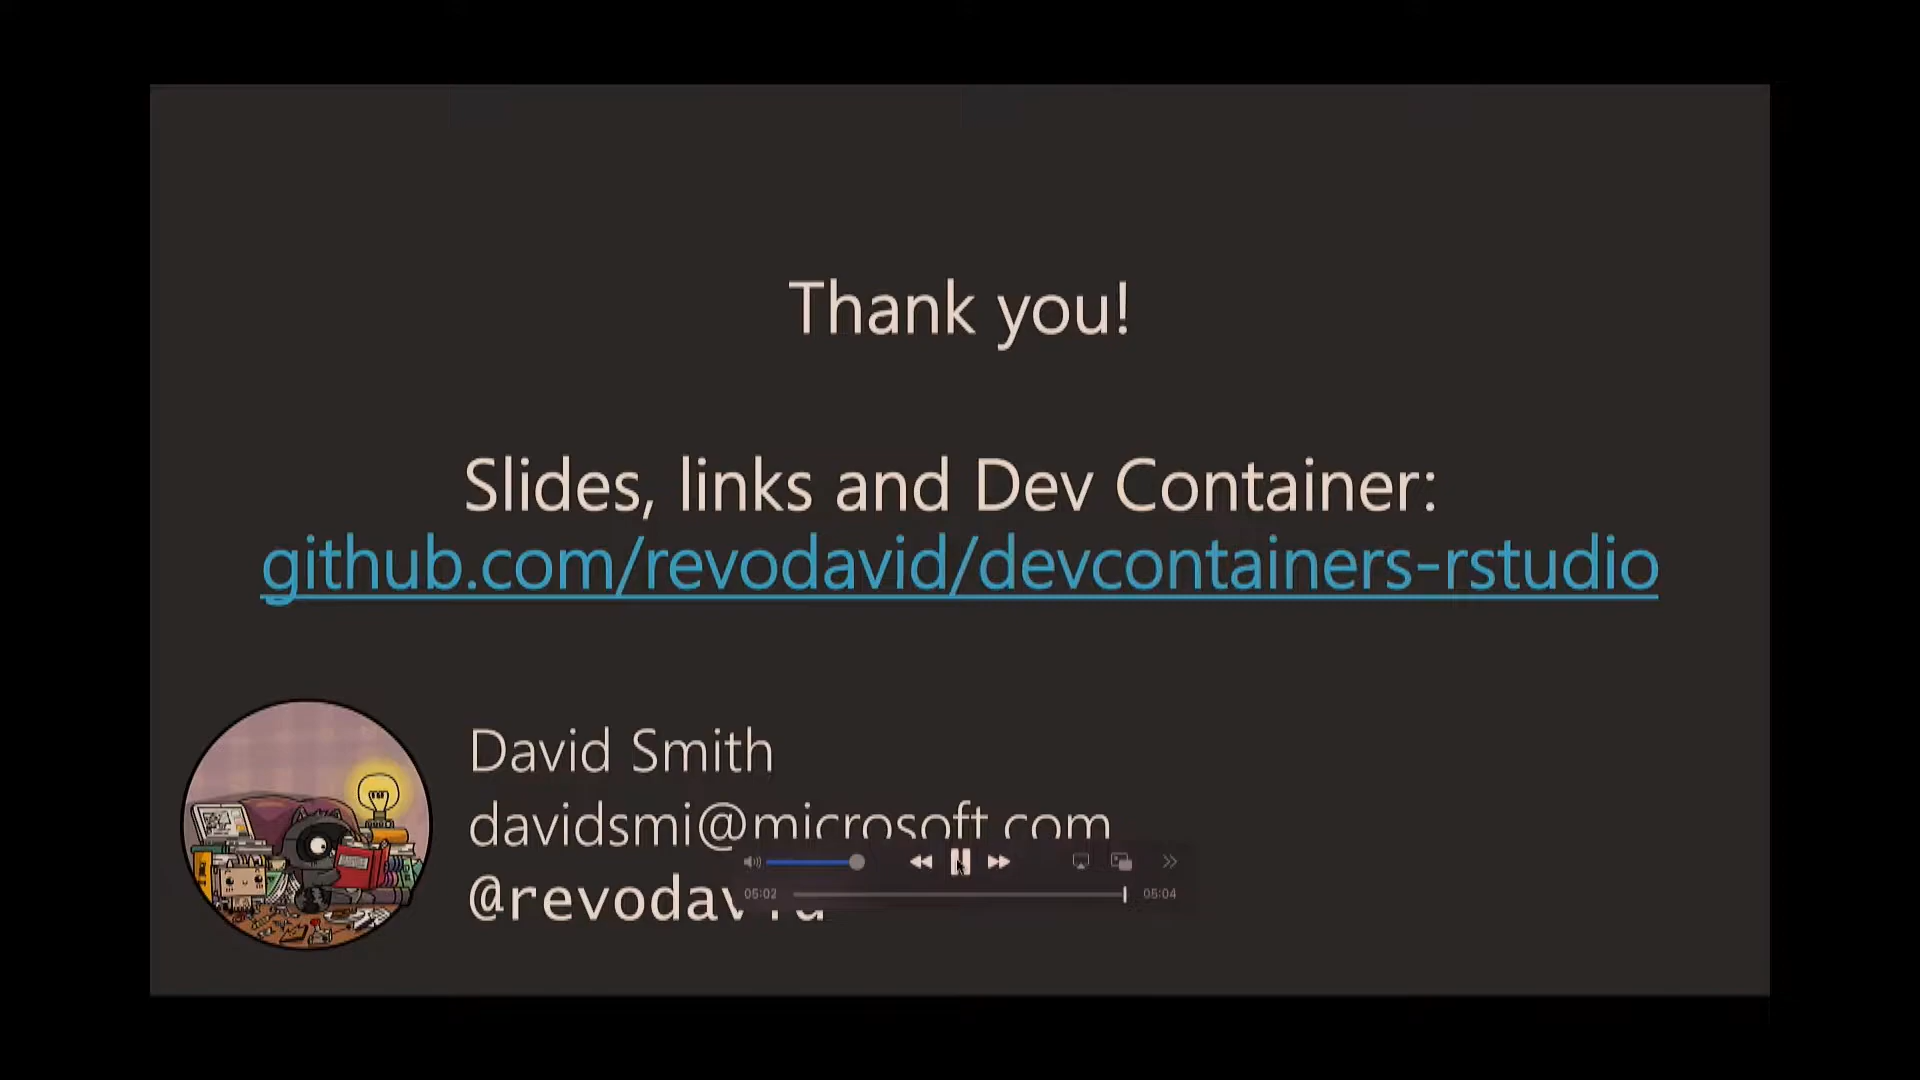 Thank you!
Slides, links and Dev Container:
github.com/revodavid/devcontainers-rstudio
David Smith
davidsmi@microsoft.com
@revodavid
05:02
05:04